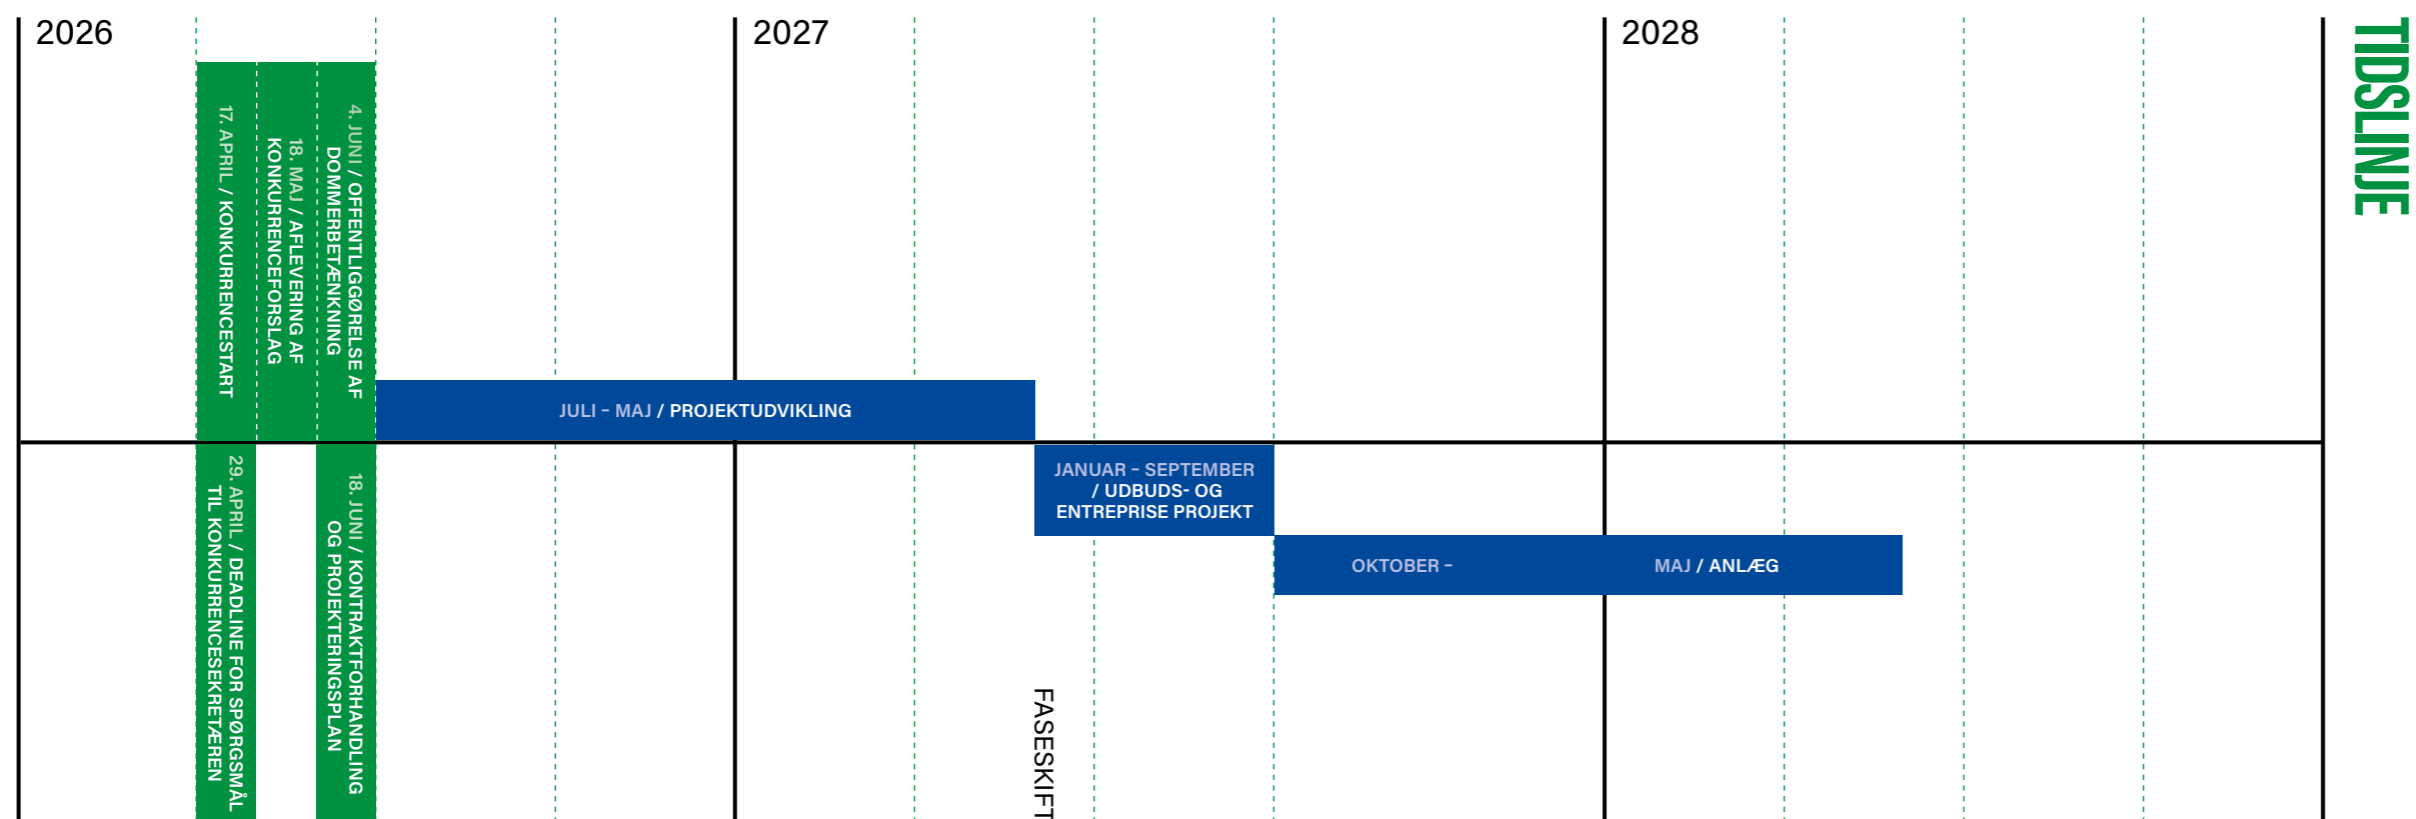 2026
2027
2028
TIDSLINJE
17. APRIL / KONKURRENCESTART
18. MAJ / AFLEVERING AF
KONKURRENCEFORSLAG
4. JUNI / OFFENTLIGGØRELSE AF
DOMMERBETÆNKNING
JULI – MAJ / PROJEKTUDVIKLING
29. APRIL / DEADLINE FOR SPØRGSMÅL
TIL KONKURRENCESEKRETÆREN
18. JUNI / KONTRAKTFORHANDLING
OG PROJEKTERINGSPLAN
JANUAR – SEPTEMBER
/ UDBUDS- OG
ENTREPRISE PROJEKT
OKTOBER – MAJ / ANLÆG
FASESKIFT